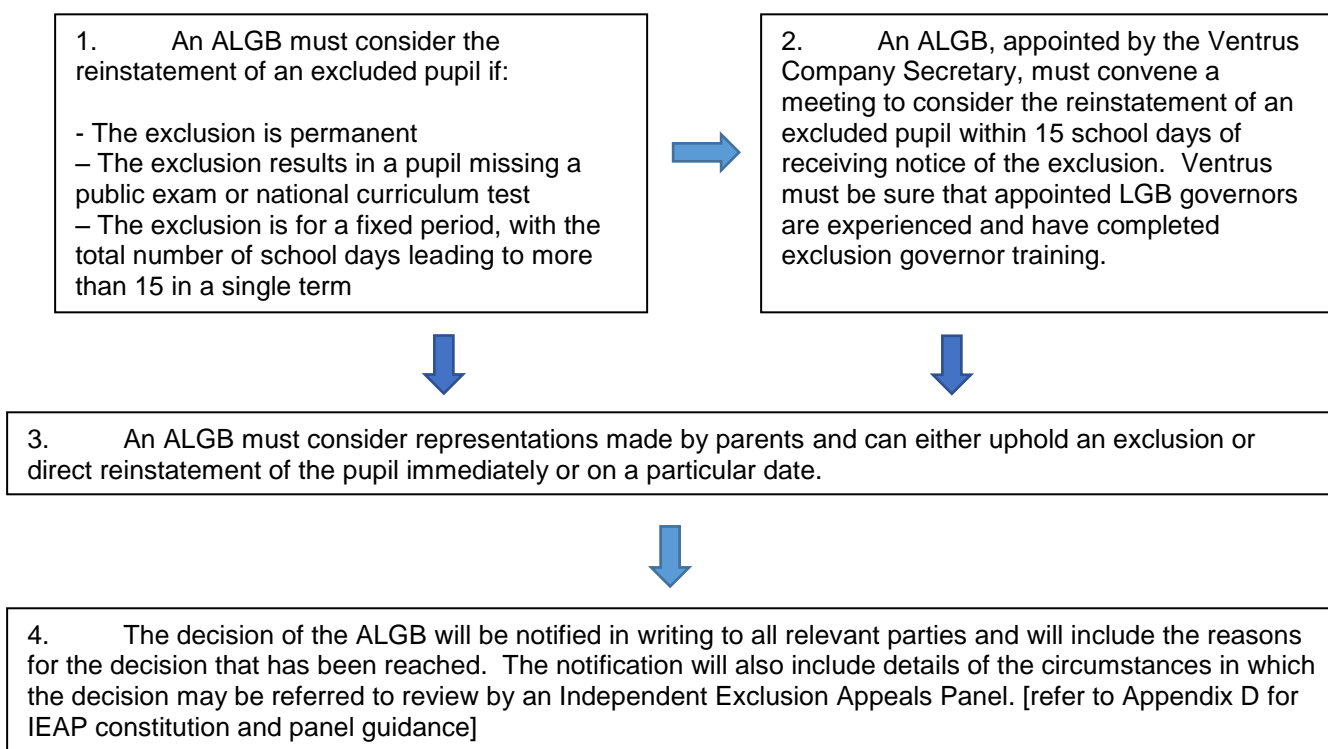 1. An ALGB must consider the
reinstatement of an excluded pupil if:
- The exclusion is permanent
– The exclusion results in a pupil missing a
public exam or national curriculum test
– The exclusion is for a fixed period, with the
total number of school days leading to more
than 15 in a single term
2. An ALGB, appointed by the Ventrus
Company Secretary, must convene a
meeting to consider the reinstatement of an
excluded pupil within 15 school days of
receiving notice of the exclusion. Ventrus
must be sure that appointed LGB governors
are experienced and have completed
exclusion governor training.
3. An ALGB must consider representations made by parents and can either uphold an exclusion or
direct reinstatement of the pupil immediately or on a particular date.
4. The decision of the ALGB will be notified in writing to all relevant parties and will include the reasons
for the decision that has been reached. The notification will also include details of the circumstances in which
the decision may be referred to review by an Independent Exclusion Appeals Panel. [refer to Appendix D for
IEAP constitution and panel guidance]